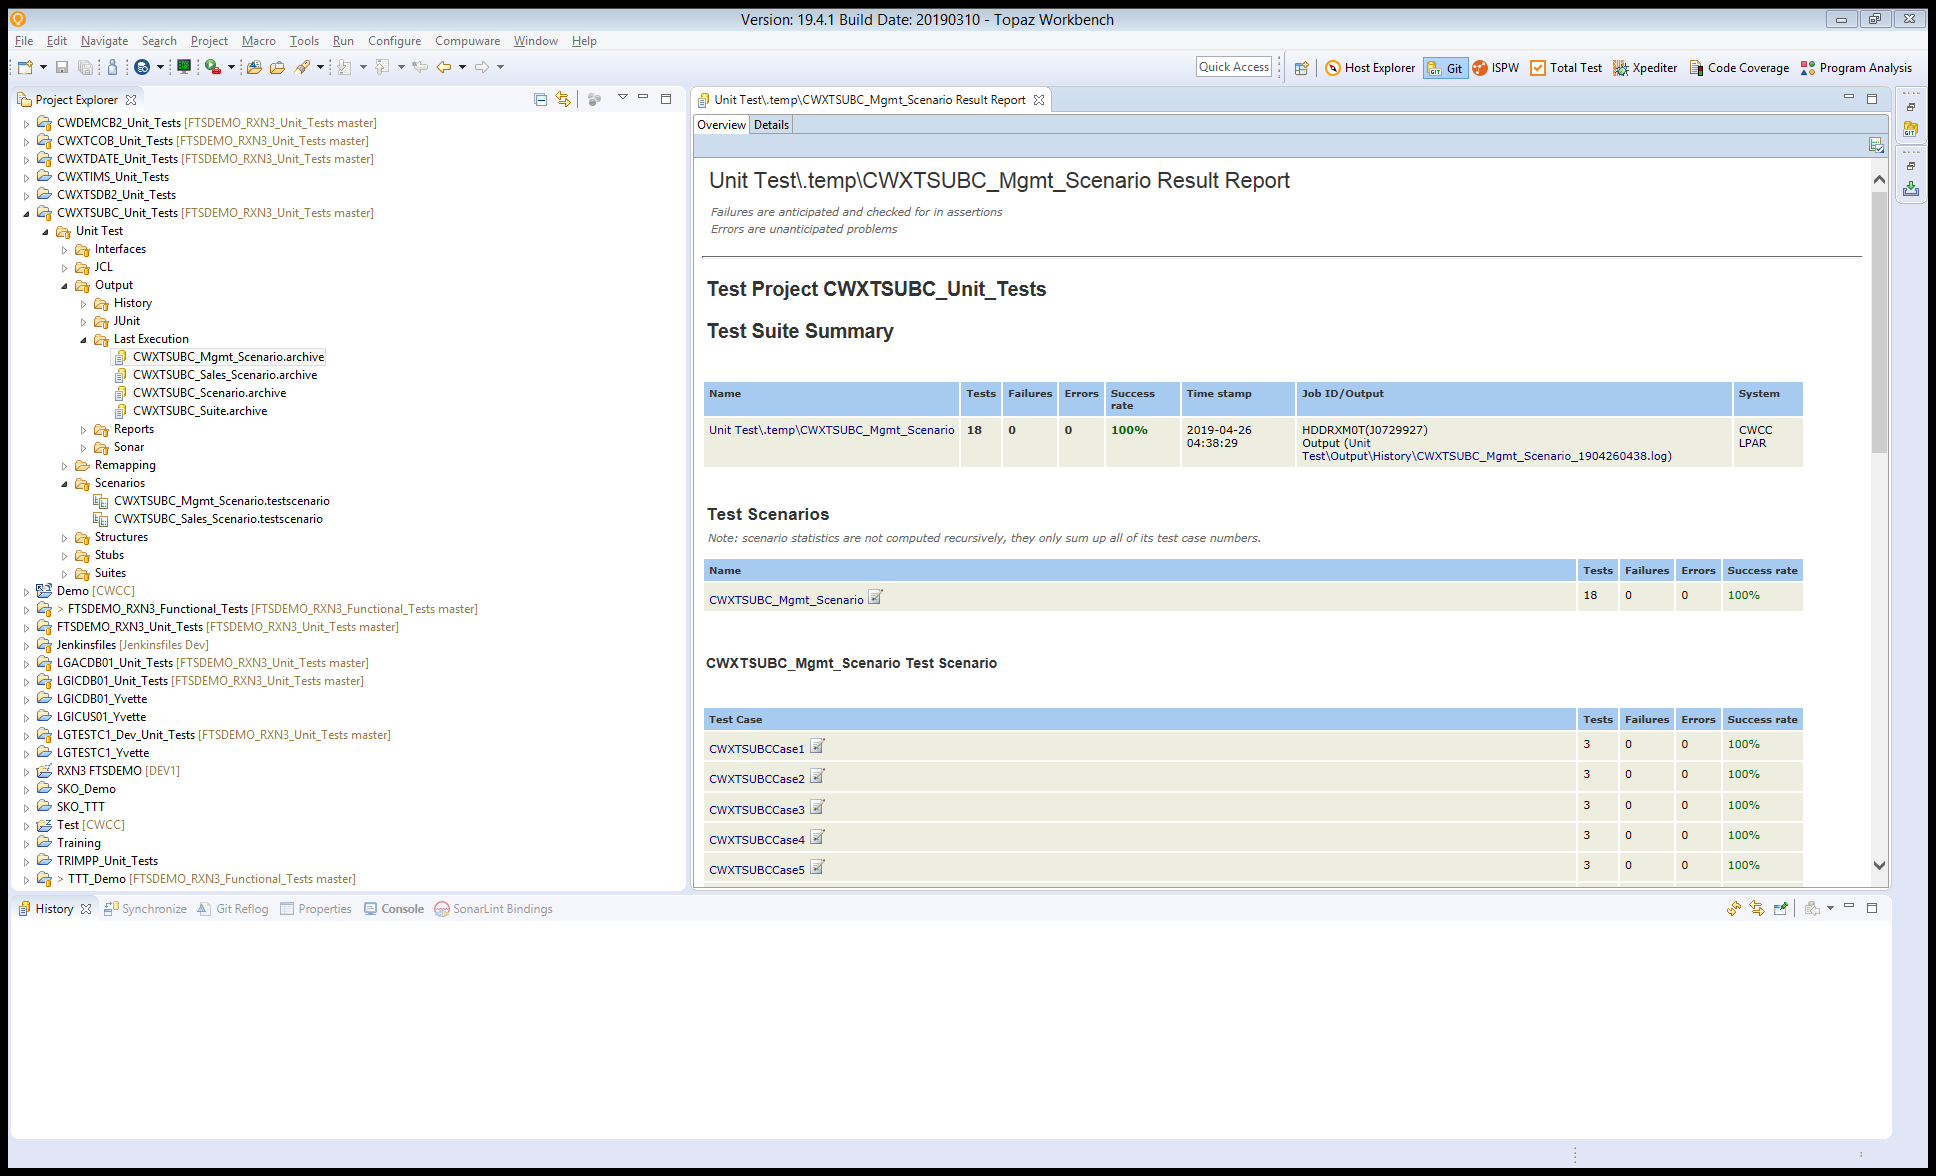 Version: 19.4.1 Build Date: 20190310 - Topaz Workbench
File Edit Navigate Search Project Macro Tools Run Configure Compuware Window Help
Quick Access Host Explorer Git ISPW Total Test Xpediter Code Coverage Program Analysis
Project Explorer
CWDEMCB2_Unit_Tests [FTSDEMO_RXN3_Unit_Tests master]
CWXTCOB_Unit_Tests [FTSDEMO_RXN3_Unit_Tests master]
CWXTDATE_Unit_Tests [FTSDEMO_RXN3_Unit_Tests master]
CWXTIMS_Unit_Tests
CWXTSDB2_Unit_Tests
CWXTSUBC_Unit_Tests [FTSDEMO_RXN3_Unit_Tests master]
Unit Test
Interfaces
JCL
Output
History
JUnit
Last Execution
CWXTSUBC_Mgmt_Scenario.archive
CWXTSUBC_Sales_Scenario.archive
CWXTSUBC_Scenario.archive
CWXTSUBC_Suite.archive
Reports
Sonar
Remapping
Scenarios
CWXTSUBC_Mgmt_Scenario.testscenario
CWXTSUBC_Sales_Scenario.testscenario
Structures
Stubs
Suites
Demo [CWCC]
> FTSDEMO_RXN3_Functional_Tests [FTSDEMO_RXN3_Functional_Tests master]
FTSDEMO_RXN3_Unit_Tests [FTSDEMO_RXN3_Unit_Tests master]
Jenkinsfiles [Jenkinsfiles Dev]
LGACDB01_Unit_Tests [FTSDEMO_RXN3_Unit_Tests master]
LGICDB01_Unit_Tests [FTSDEMO_RXN3_Unit_Tests master]
LGICDB01_Yvette
LGICUS01_Yvette
LGTESTC1_Dev_Unit_Tests [FTSDEMO_RXN3_Unit_Tests master]
LGTESTC1_Yvette
RXN3 FTSDEMO [DEV1]
SKO_Demo
SKO_TTT
Test [CWCC]
Training
TRIMPP_Unit_Tests
> TTT_Demo [FTSDEMO_RXN3_Functional_Tests master]
Unit Test\.temp\CWXTSUBC_Mgmt_Scenario Result Report
Overview Details
Unit Test\.temp\CWXTSUBC_Mgmt_Scenario Result Report
Failures are anticipated and checked for in assertions
Errors are unanticipated problems
Test Project CWXTSUBC_Unit_Tests
Test Suite Summary
Name Tests Failures Errors Success rate Time stamp Job ID/Output System
Unit Test\.temp\CWXTSUBC_Mgmt_Scenario 18 0 0 100% 2019-04-26 04:38:29 HDDRXM0T(J0729927) Output (Unit Test\Output\History\CWXTSUBC_Mgmt_Scenario_1904260438.log) CWCC LPAR
Test Scenarios
Note: scenario statistics are not computed recursively, they only sum up all of its test case numbers.
Name Tests Failures Errors Success rate
CWXTSUBC_Mgmt_Scenario 18 0 0 100%
CWXTSUBC_Mgmt_Scenario Test Scenario
Test Case Tests Failures Errors Success rate
CWXTSUBCCase1 3 0 0 100%
CWXTSUBCCase2 3 0 0 100%
CWXTSUBCCase3 3 0 0 100%
CWXTSUBCCase4 3 0 0 100%
CWXTSUBCCase5 3 0 0 100%
History Synchronize Git Reflog Properties Console SonarLint Bindings